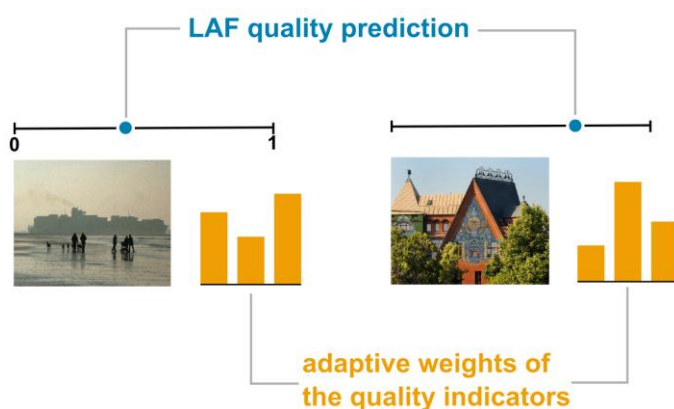 LAF quality prediction
0
1
adaptive weights of
the quality indicators